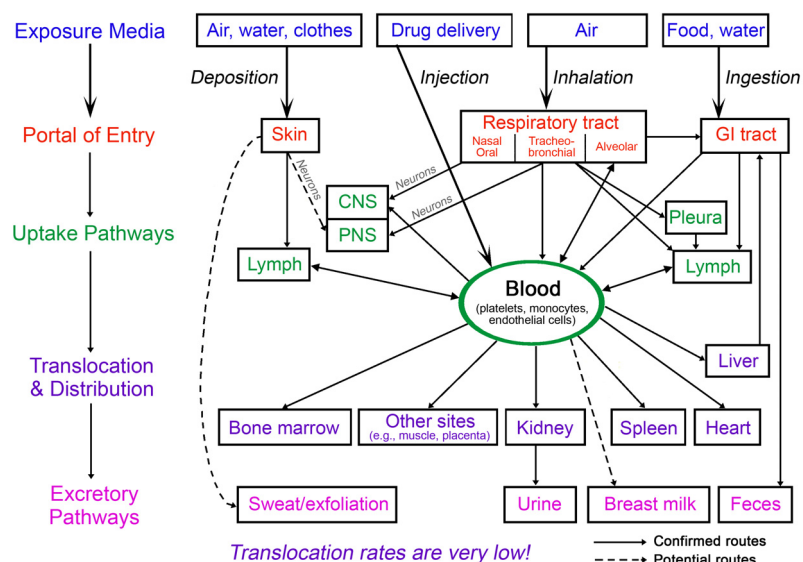 Exposure Media
Air, water, clothes
Drug delivery
Air
Food, water
Deposition
Injection
Inhalation
Ingestion
Portal of Entry
Skin
Respiratory tract
Nasal
Oral
Tracheo-
bronchial
Alveolar
GI tract
Neurons
Neurons
Neurons
CNS
PNS
Uptake Pathways
Pleura
Lymph
Lymph
Blood
(platelets, monocytes,
endothelial cells)
Translocation
& Distribution
Liver
Bone marrow
Other sites
(e.g., muscle, placenta)
Kidney
Spleen
Heart
Excretory
Pathways
Sweat/exfoliation
Urine
Breast milk
Feces
Translocation rates are very low!
Confirmed routes
Potential routes